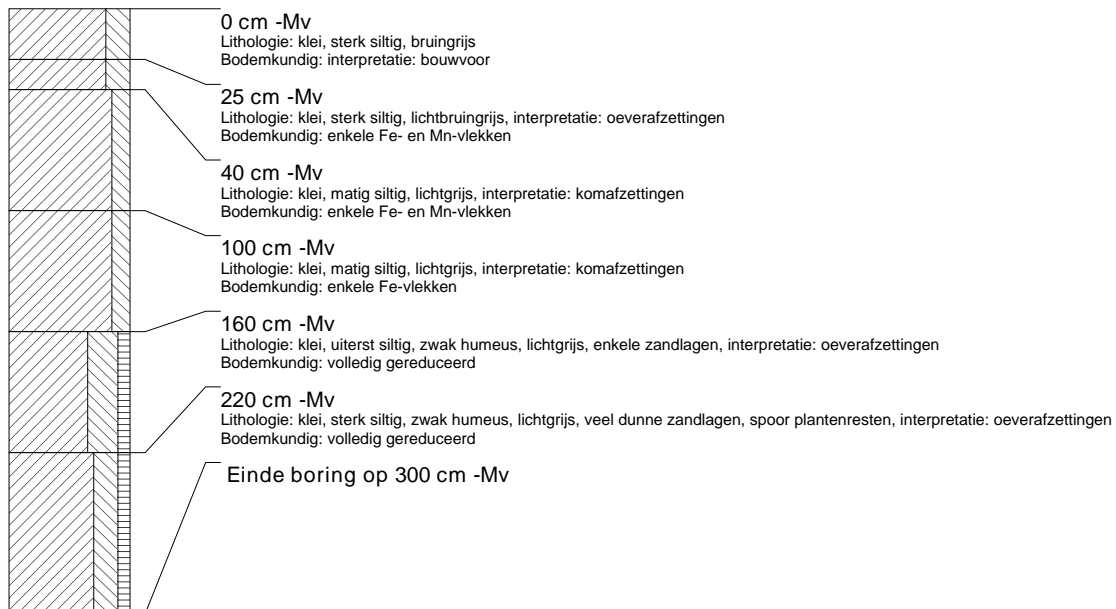 0 cm -Mv
Lithologie: klei, sterk siltig, bruingrijs
Bodemkundig: interpretatie: bouwvoor
25 cm -Mv
Lithologie: klei, sterk siltig, lichtbruingrijs, interpretatie: oeverafzettingen
Bodemkundig: enkele Fe- en Mn-vlekken
40 cm -Mv
Lithologie: klei, matig siltig, lichtgrijs, interpretatie: komafzettingen
Bodemkundig: enkele Fe- en Mn-vlekken
100 cm -Mv
Lithologie: klei, matig siltig, lichtgrijs, interpretatie: komafzettingen
Bodemkundig: enkele Fe-vlekken
160 cm -Mv
Lithologie: klei, uiterst siltig, zwak humeus, lichtgrijs, enkele zandlagen, interpretatie: oeverafzettingen
Bodemkundig: volledig gereduceerd
220 cm -Mv
Lithologie: klei, sterk siltig, zwak humeus, lichtgrijs, veel dunne zandlagen, spoor plantenresten, interpretatie: oeverafzettingen
Bodemkundig: volledig gereduceerd
Einde boring op 300 cm -Mv